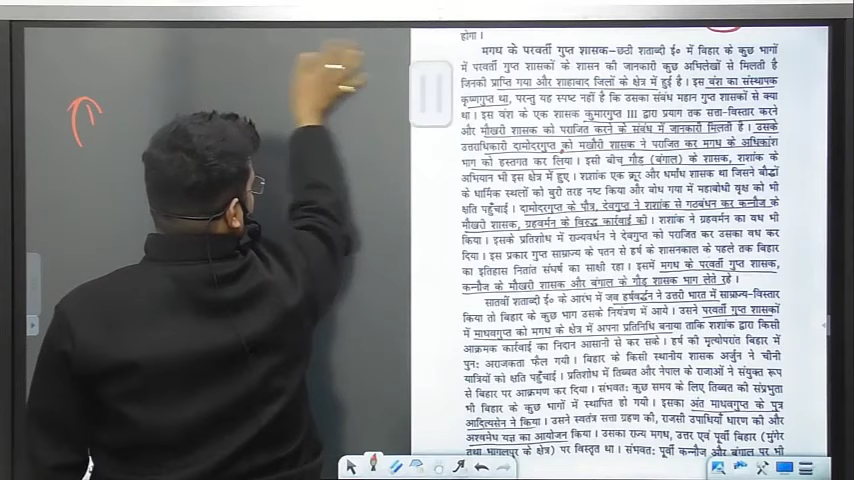 होगा ।
मगध के परवर्ती गुप्त शासक–छठी शताब्दी ई० में बिहार के कुछ भागों
में परवर्ती गुप्त शासकों के शासन की जानकारी कुछ अभिलेखों से मिलती है
जिनकी प्राप्ति गया और शाहाबाद जिलों के क्षेत्र में हुई है । इस वंश का संस्थापक
कृष्णगुप्त था, परन्तु यह स्पष्ट नहीं है कि उसका संबंध महान गुप्त शासकों से क्या
था । इस वंश के एक शासक कुमारगुप्त III द्वारा प्रयाग तक सत्ता-विस्तार करने
और मौखरी शासक को पराजित करने के संबंध में जानकारी मिलती है । उसके
उत्तराधिकारी दामोदरगुप्त को मखौरी शासक ने पराजित कर मगध के अधिकांश
भाग को हस्तगत कर लिया । इसी बीच गौड़ (बंगाल) के शासक, शशांक के
अभियान भी इस क्षेत्र में हुए । शशांक एक क्रूर और धर्मांध शासक था जिसने बौद्धों
के धार्मिक स्थलों को बुरी तरह नष्ट किया और बोध गया में महाबोधी वृक्ष को भी
क्षति पहुँचाई । दामोदरगुप्त के पौत्र, देवगुप्त ने शशांक से गठबंधन कर कन्नौज के
मौखरी शासक, ग्रहवर्मन के विरुद्ध कार्रवाई की । शशांक ने ग्रहवर्मन का वध भी
किया । इसके प्रतिशोध में राज्यवर्धन ने देवगुप्त को पराजित कर उसका वध कर
दिया । इस प्रकार गुप्त साम्राज्य के पतन से हर्ष के शासनकाल के पहले तक बिहार
का इतिहास नितांत संघर्ष का साक्षी रहा । इसमें मगध के परवर्ती गुप्त शासक,
कन्नौज के मौखरी शासक और बंगाल के गौड़ शासक भाग लेते रहे ।
सातवीं शताब्दी ई० के आरंभ में जब हर्षवर्द्धन ने उत्तरी भारत में साम्राज्य-विस्तार
किया तो बिहार के कुछ भाग उसके नियंत्रण में आये । उसने परवर्ती गुप्त शासकों
में माधवगुप्त को मगध के क्षेत्र में अपना प्रतिनिधि बनाया ताकि शशांक द्वारा किसी
आक्रमक कार्रवाई का निदान आसानी से कर सके । हर्ष की मृत्योपरांत बिहार में
पुनः अराजकता फैल गयी । बिहार के किसी स्थानीय शासक अर्जुन ने चीनी
यात्रियों को क्षति पहुँचाई । प्रतिशोध में तिब्बत और नेपाल के राजाओं ने संयुक्त रूप
से बिहार पर आक्रमण कर दिया । संभवतः कुछ समय के लिए तिब्बत की संप्रभुता
भी बिहार के कुछ भागों में स्थापित हो गयी । इसका अंत माधवगुप्त के पुत्र
आदित्यसेन ने किया । उसने स्वतंत्र सत्ता ग्रहण की, राजसी उपाधियाँ धारण की और
अश्वमेध यज्ञ का आयोजन किया । उसका राज्य मगध, उत्तर एवं पूर्वी बिहार (मुंगेर
तथा भागलपुर के क्षेत्र) पर विस्तृत था । संभवतः पूर्वी कन्नौज और बंगाल पर भी